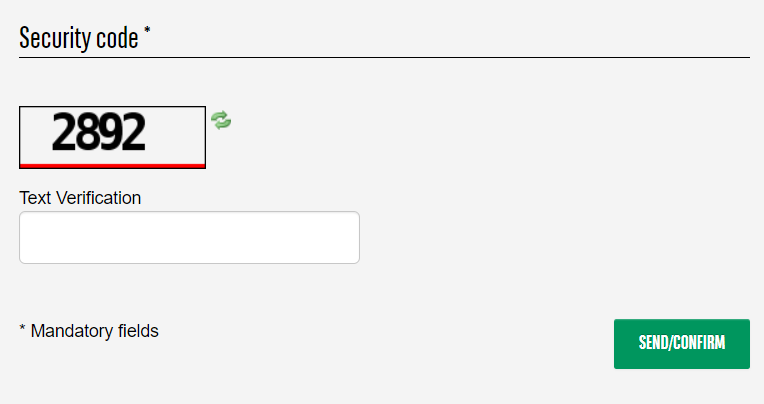 Security code *
2892
Text Verification
* Mandatory fields
SEND/CONFIRM